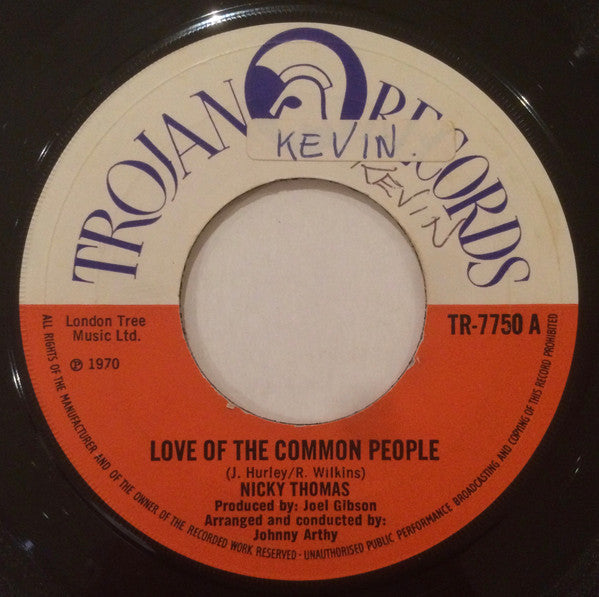 TROJAN RECORDS
KEVIN
KEVIN
London Tree
Music Ltd.
TR-7750 A
℗ 1970
LOVE OF THE COMMON PEOPLE
(J. Hurley/R. Wilkins)
NICKY THOMAS
Produced by: Joel Gibson
Arranged and conducted by:
Johnny Arthy
ALL RIGHTS OF THE MANUFACTURER AND OF THE OWNER OF THE RECORDED WORK RESERVED - UNAUTHORISED PUBLIC PERFORMANCE BROADCASTING AND COPYING OF THIS RECORD PROHIBITED